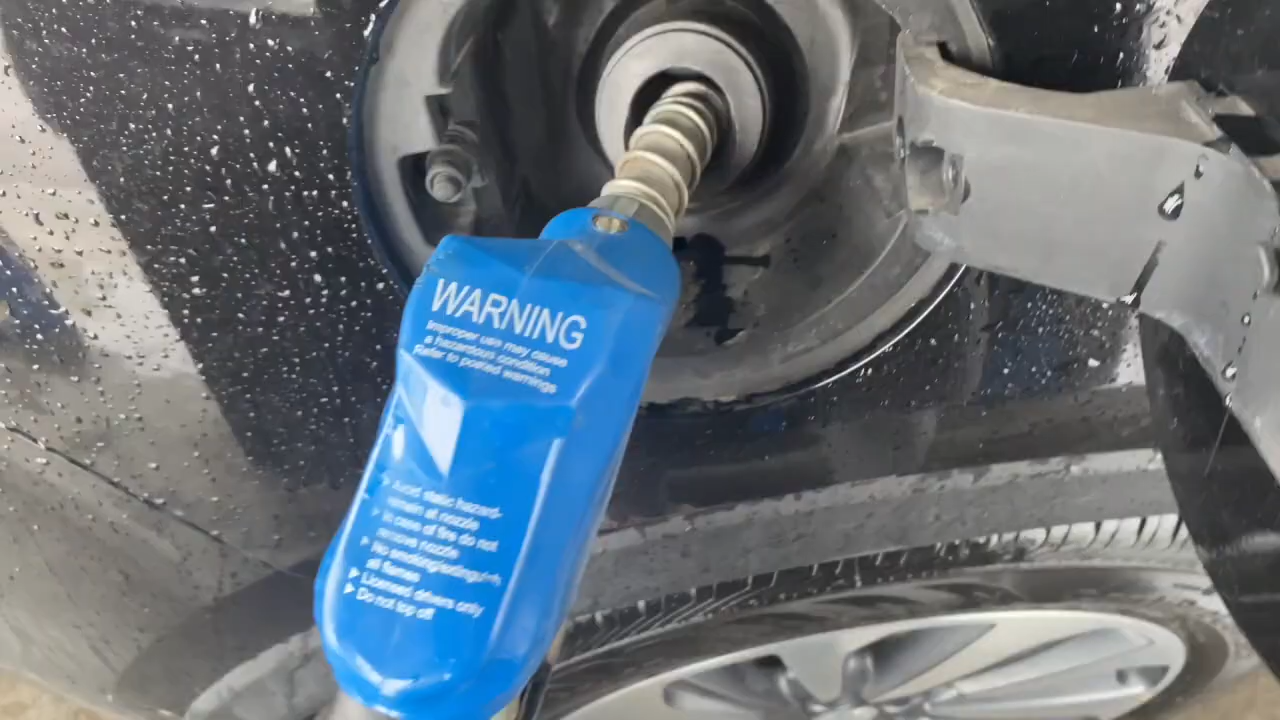 WARNING
Improper use may cause
a hazardous condition
Refer to posted warnings
Avoid static hazard-
remain at nozzle
In case of fire do not
remove nozzle
No smoking/extinguish
all flames
Licensed drivers only
Do not top off